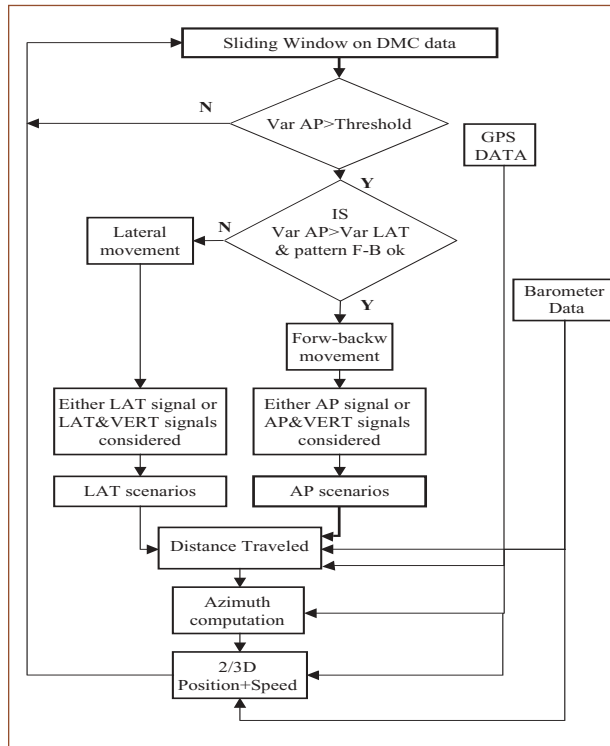 Sliding Window on DMC data
N
Var AP>Threshold
GPS
DATA
Y
IS
Var AP>Var LAT
& pattern F-B ok
N
Lateral
movement
Barometer
Data
Y
Forw-backw
movement
Either LAT signal or
LAT&VERT signals
considered
Either AP signal or
AP&VERT signals
considered
LAT scenarios
AP scenarios
Distance Traveled
Azimuth
computation
2/3D
Position+Speed